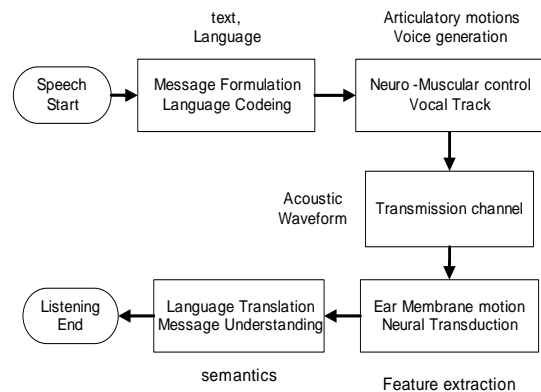 text,
Language
Articulatory motions
Voice generation
Speech
Start
Message Formulation
Language Codeing
Neuro -Muscular control
Vocal Track
Acoustic
Waveform
Transmission channel
Listening
End
Language Translation
Message Understanding
Ear Membrane motion
Neural Transduction
semantics
Feature extraction